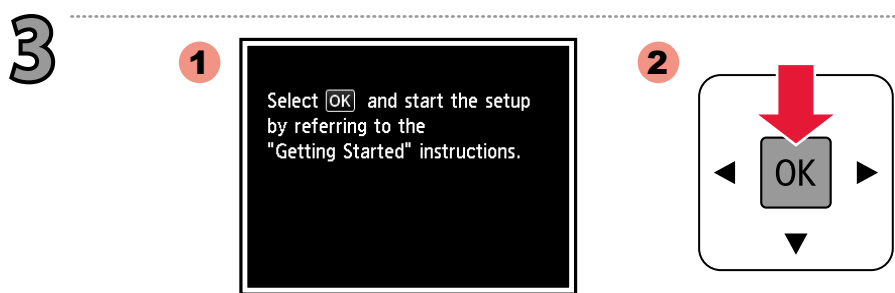 3
1
2
Select OK and start the setup
by referring to the
"Getting Started" instructions.
OK